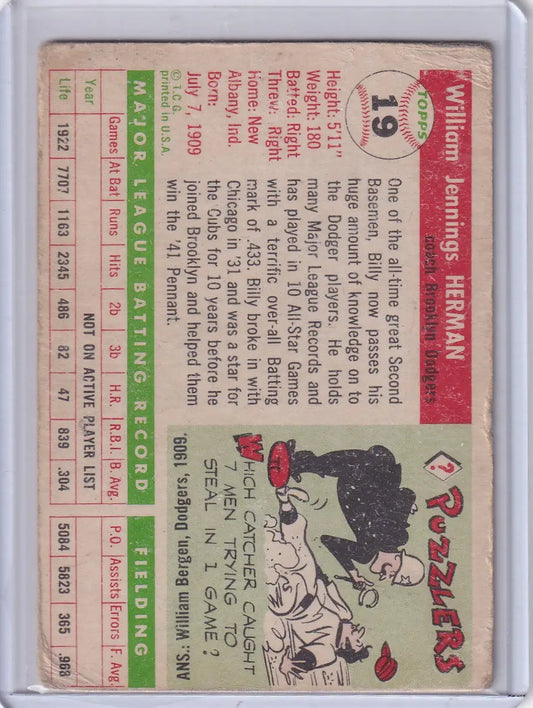 TOPPS
19
William Jennings HERMAN
coach Brooklyn Dodgers
Height: 5'11"
Weight: 180
Batted: Right
Threw: Right
Home: New
Albany, Ind.
Born:
July 7, 1909
© T.C.G.
printed in U.S.A.
One of the all-time great Second
Basemen, Billy now passes his
huge amount of knowledge on to
the Dodger players. He holds
many Major League Records and
has played in 10 All-Star Games
with a terrific over-all Batting
mark of .433. Billy broke in with
Chicago in '31 and was a star for
the Cubs for 10 years before he
joined Brooklyn and helped them
win the '41 Pennant.
? PUZZLERS
WHICH CATCHER CAUGHT
7 MEN TRYING TO
STEAL IN 1 GAME?
ANS.: William Bergen, Dodgers, 1909.
MAJOR LEAGUE BATTING RECORD FIELDING
Games At Bat Runs Hits 2b 3b H.R. R.B.I. B. Avg. P.O. Assists Errors F. Avg.
Year NOT ON ACTIVE PLAYER LIST
Life 1922 7707 1163 2345 486 82 47 839 .304 5084 5823 365 .968